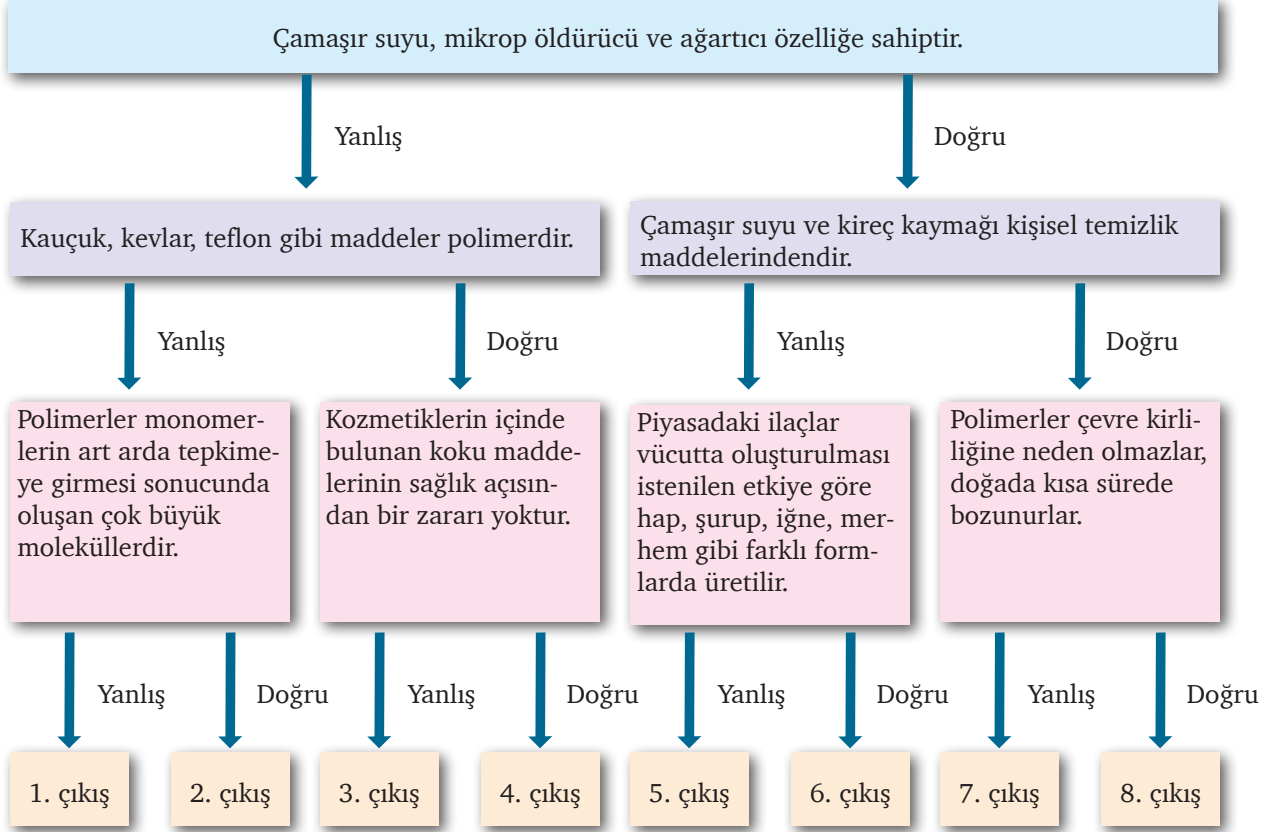 Çamaşır suyu, mikrop öldürücü ve ağartıcı özelliğe sahiptir.
Yanlış
Doğru
Kauçuk, kevlar, teflon gibi maddeler polimerdir.
Çamaşır suyu ve kireç kaymağı kişisel temizlik
maddelerindendir.
Yanlış
Doğru
Yanlış
Doğru
Polimerler monomer-
lerin art arda tepkime-
ye girmesi sonucunda
oluşan çok büyük
moleküllerdir.
Kozmetiklerin içinde
bulunan koku madde-
lerinin sağlık açısın-
dan bir zararı yoktur.
Piyasadaki ilaçlar
vücutta oluşturulması
istenilen etkiye göre
hap, şurup, iğne, mer-
hem gibi farklı form-
larda üretilir.
Polimerler çevre kirli-
liğine neden olmazlar,
doğada kısa sürede
bozunurlar.
Yanlış
Doğru
Yanlış
Doğru
Yanlış
Doğru
Yanlış
Doğru
1. çıkış
2. çıkış
3. çıkış
4. çıkış
5. çıkış
6. çıkış
7. çıkış
8. çıkış